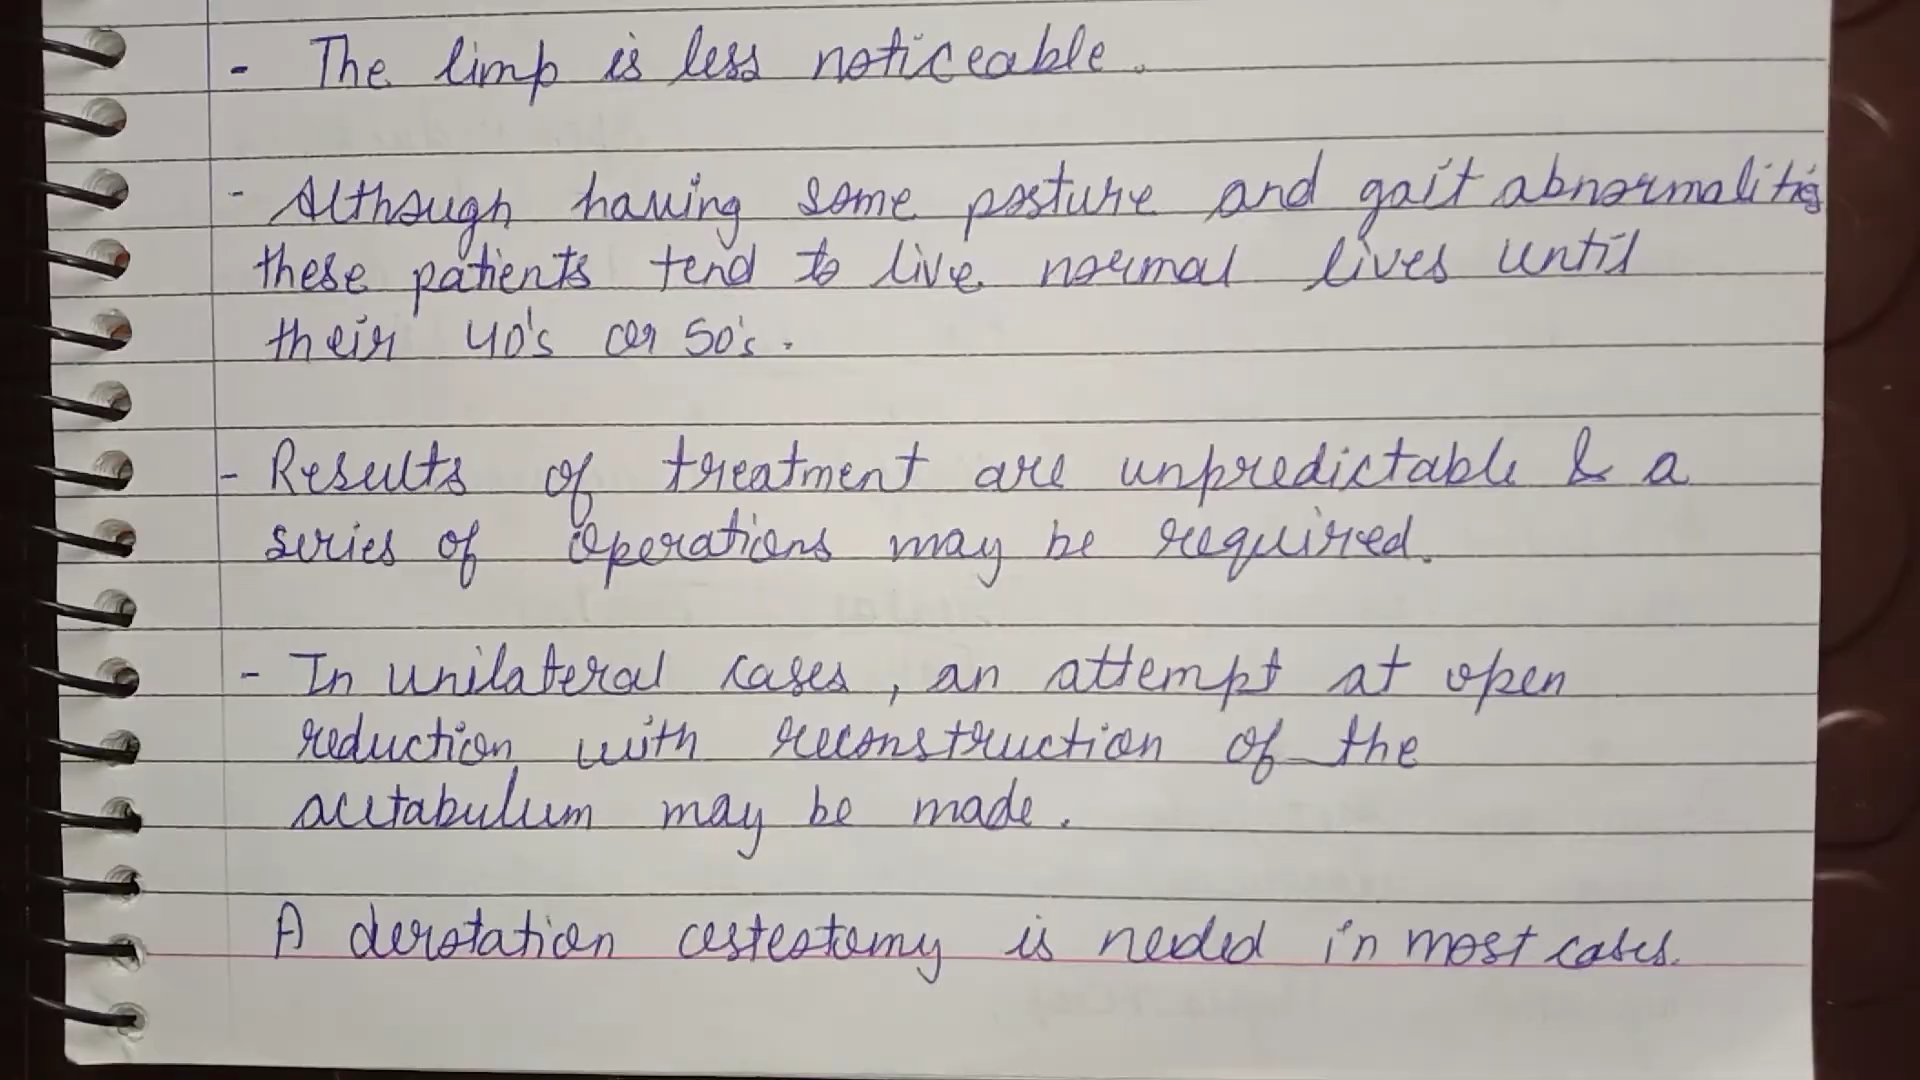 - The limp is less noticeable.
- Although having some posture and gait abnormalities
these patients tend to live normal lives until
their 40's or 50's.
- Results of treatment are unpredictable & a
series of operations may be required.
- In unilateral cases, an attempt at open
reduction with reconstruction of the
acetabulum may be made.
A derotation osteotomy is needed in most cases.